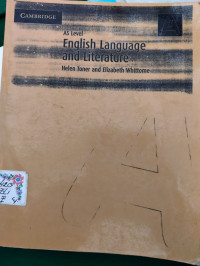 CAMBRIDGE
AS Level
English Language
and Literature
Helen Toner and Elizabeth Whittome